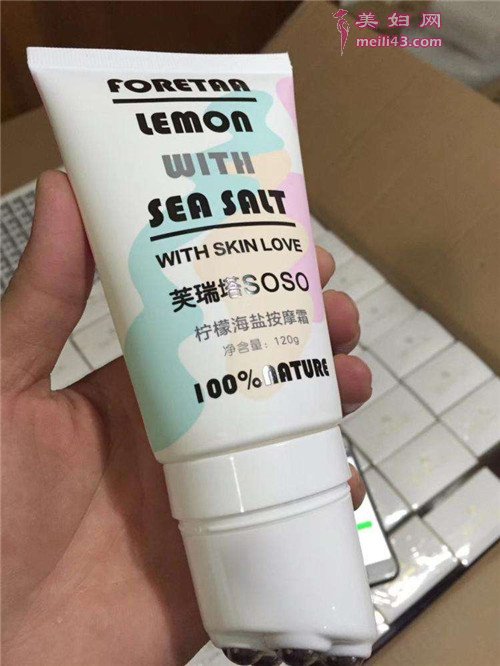 美妇网
meili43.com
FORETAA
LEMON
WITH
SEA SALT
WITH SKIN LOVE
芙瑞塔SOSO
柠檬海盐按摩霜
净含量：120g
100%NATURE